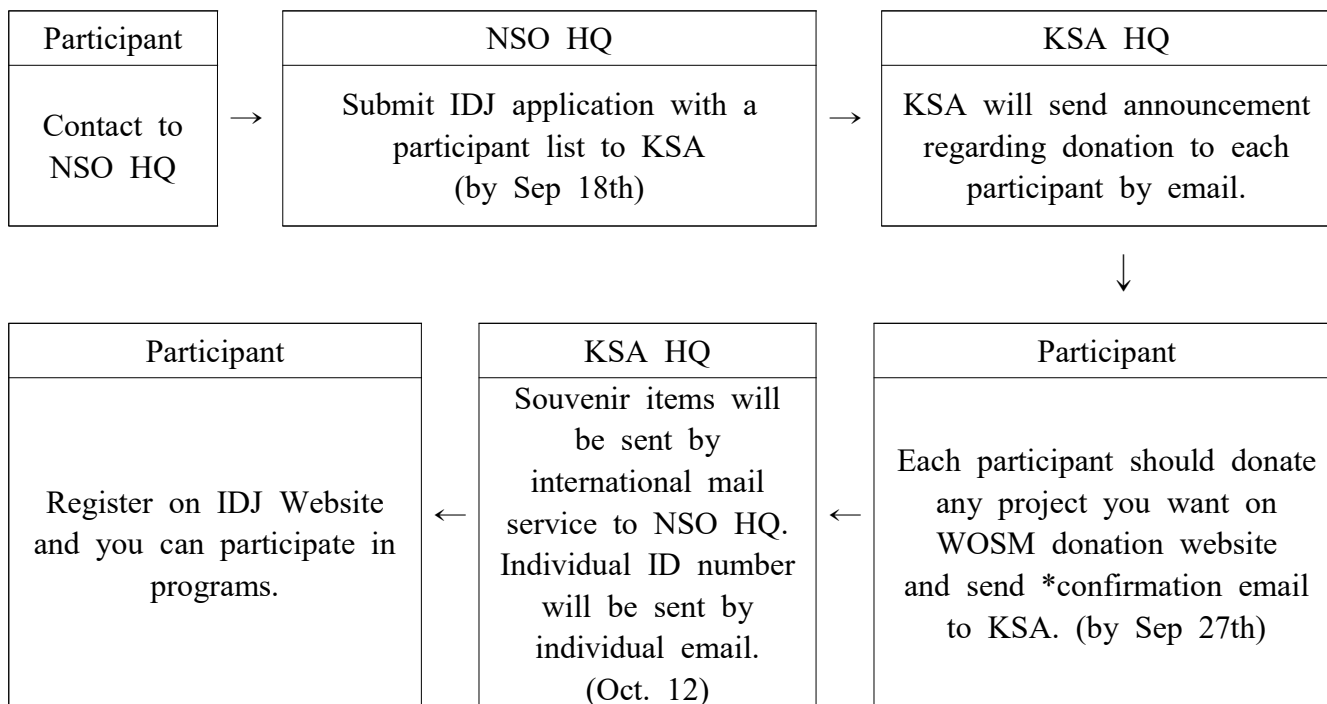 Participant
Contact to
NSO HQ
→
NSO HQ
Submit IDJ application with a
participant list to KSA
(by Sep 18th)
→
KSA HQ
KSA will send announcement
regarding donation to each
participant by email.
↓
Participant
Each participant should donate
any project you want on
WOSM donation website
and send *confirmation email
to KSA. (by Sep 27th)
←
KSA HQ
Souvenir items will
be sent by
international mail
service to NSO HQ.
Individual ID number
will be sent by
individual email.
(Oct. 12)
←
Participant
Register on IDJ Website
and you can participate in
programs.